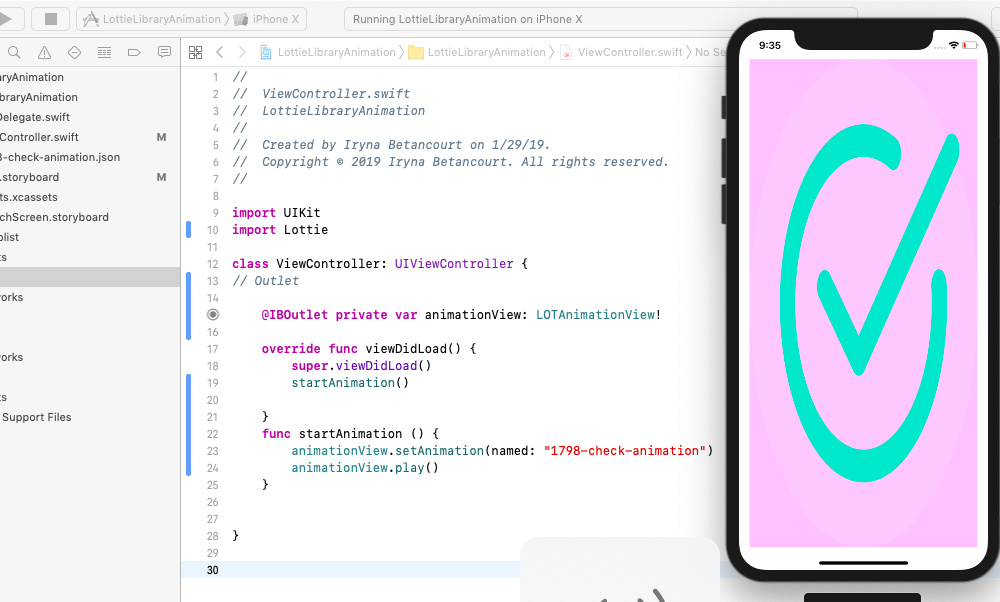 LottieLibraryAnimation
iPhone X
Running LottieLibraryAnimation on iPhone X
LottieLibraryAnimation
LottieLibraryAnimation
ViewController.swift
No Se
aryAnimation
braryAnimation
Delegate.swift
Controller.swift M
8-check-animation.json
.storyboard M
ts.xcassets
chScreen.storyboard
plist
ts
orks
orks
ts
Support Files
1 //
2 // ViewController.swift
3 // LottieLibraryAnimation
4 //
5 // Created by Iryna Betancourt on 1/29/19.
6 // Copyright © 2019 Iryna Betancourt. All rights reserved.
7 //
8
9 import UIKit
10 import Lottie
11
12 class ViewController: UIViewController {
13 // Outlet
14
@IBOutlet private var animationView: LOTAnimationView!
16
17 override func viewDidLoad() {
18 super.viewDidLoad()
19 startAnimation()
20
21 }
22 func startAnimation () {
23 animationView.setAnimation(named: "1798-check-animation")
24 animationView.play()
25 }
26
27
28 }
29
30
9:35